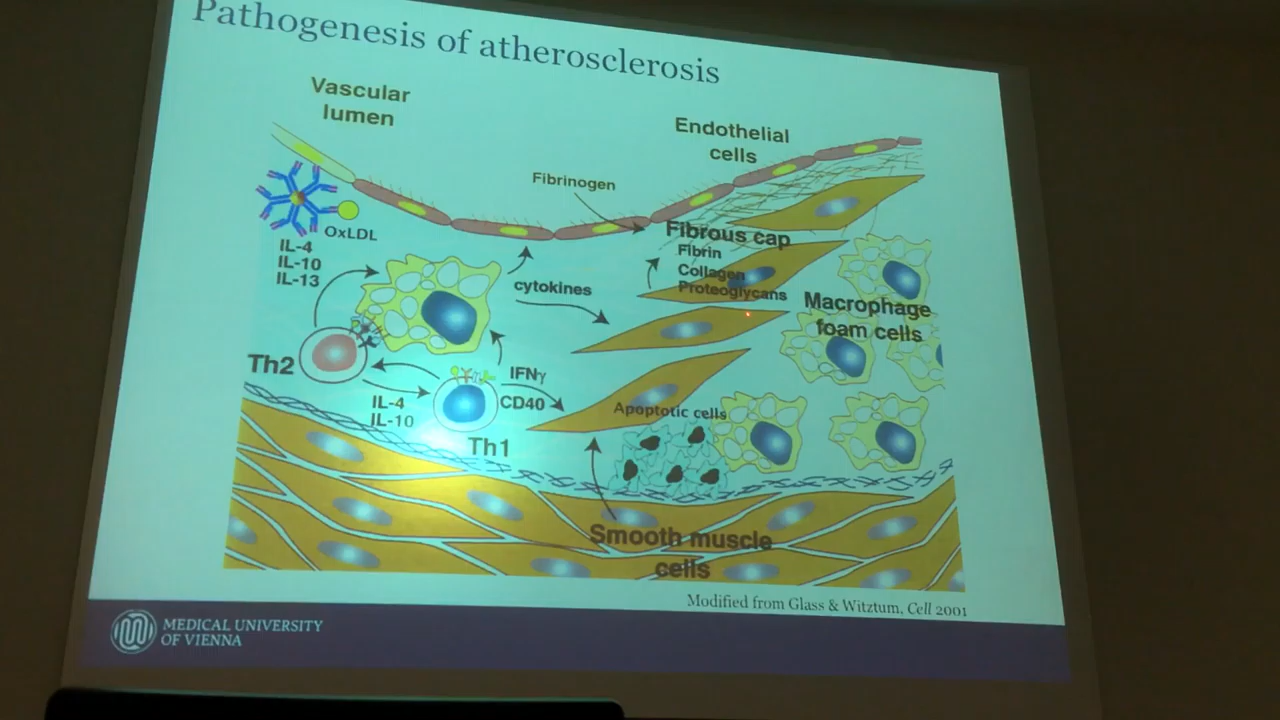 Pathogenesis of atherosclerosis
Vascular
lumen
Endothelial
cells
Fibrinogen
OxLDL
IL-4
IL-10
IL-13
Fibrous cap
Fibrin
Collagen
Proteoglycans
cytokines
Macrophage
foam cells
Th2
IFNγ
CD40
IL-4
IL-10
Th1
Apoptotic cells
Smooth muscle
cells
Modified from Glass & Witztum, Cell 2001
MEDICAL UNIVERSITY
OF VIENNA